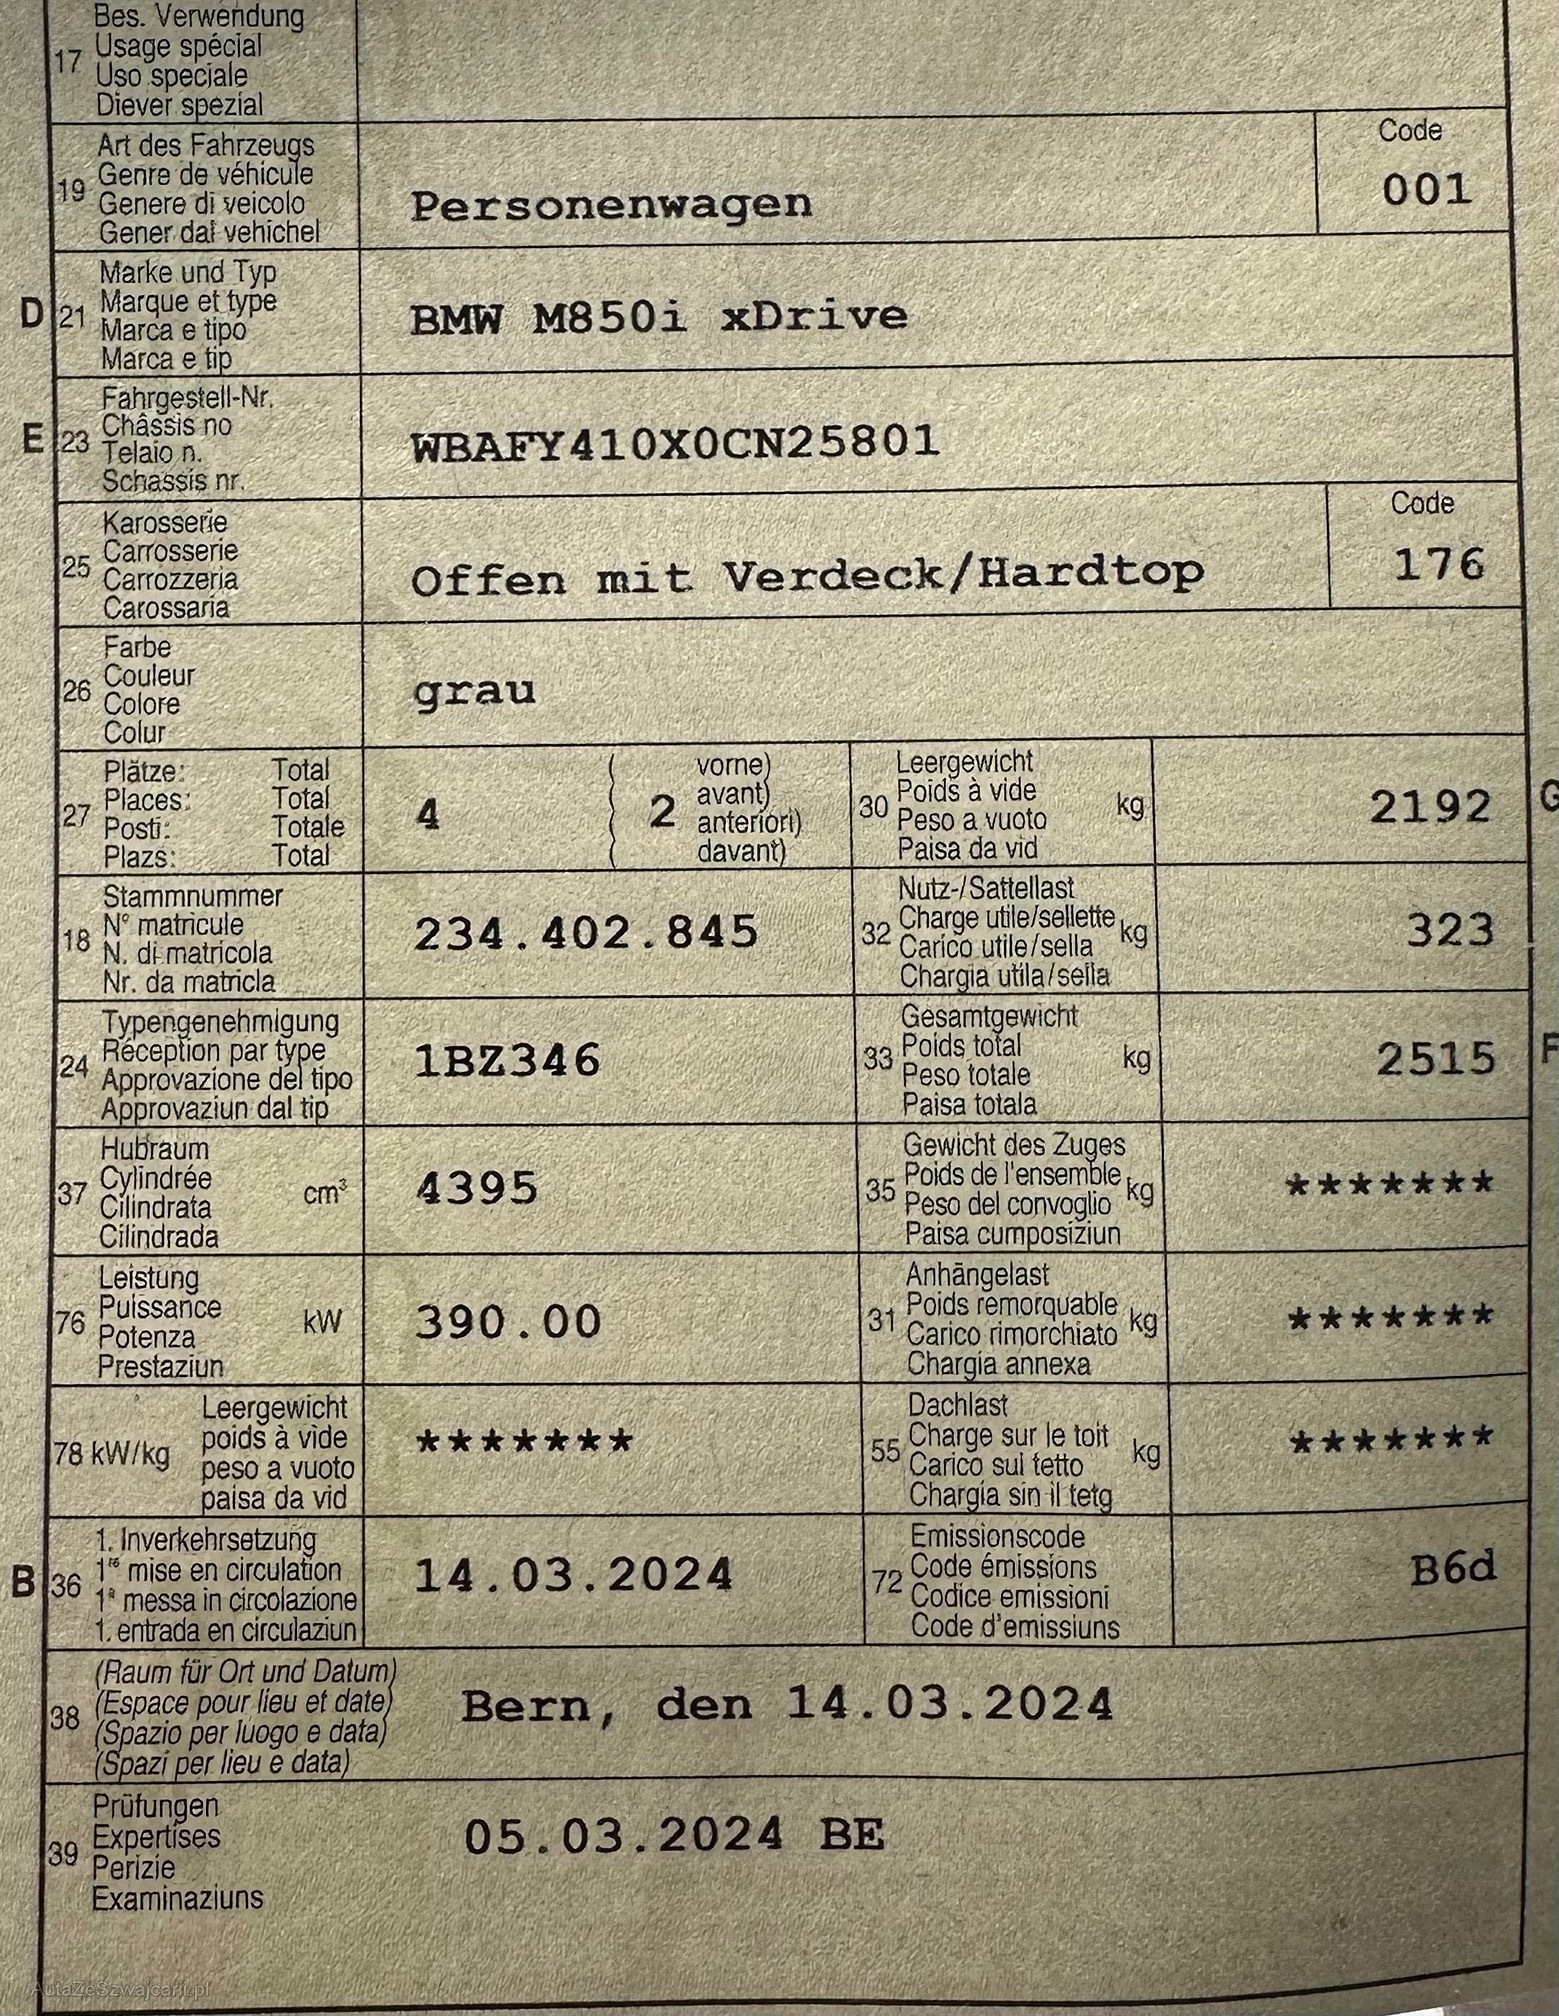 Bes. Verwendung
17 Usage spécial
Uso speciale
Diever spezial
Art des Fahrzeugs
19 Genre de véhicule
Genere di veicolo
Gener dal vehichel
Personenwagen
Code
001
Marke und Typ
D 21 Marque et type
Marca e tipo
Marca e tip
BMW M850i xDrive
Fahrgestell-Nr.
E 23 Châssis no
Telaio n.
Schassis nr.
WBAFY410X0CN25801
Karosserie
25 Carrosserie
Carrozzeria
Carossaria
Offen mit Verdeck/Hardtop
Code
176
Farbe
26 Couleur
Colore
Colur
grau
Plätze: Total
27 Places: Total
Posti: Totale
Plazs: Total
4
2
vorne)
avant)
anteriori)
davant)
Leergewicht
30 Poids à vide kg
Peso a vuoto
Paisa da vid
2192 G
Stammnummer
18 N° matricule
N. di matricola
Nr. da matricla
234.402.845
Nutz-/Sattellast
32 Charge utile/sellette kg
Carico utile/sella
Chargia utila/sella
323
Typengenehmigung
24 Réception par type
Approvazione del tipo
Approvaziun dal tip
1BZ346
Gesamtgewicht
33 Poids total kg
Peso totale
Paisa totala
2515 F
Hubraum
37 Cylindrée cm³
Cilindrata
Cilindrada
4395
Gewicht des Zuges
35 Poids de l'ensemble kg
Peso del convoglio
Paisa cumposiziun
*******
Leistung
76 Puissance kW
Potenza
Prestaziun
390.00
Anhängelast
31 Poids remorquable kg
Carico rimorchiato
Chargia annexa
*******
Leergewicht
78 kW/kg poids à vide
peso a vuoto
paisa da vid
*******
Dachlast
55 Charge sur le toit kg
Carico sul tetto
Chargia sin il tetg
*******
1. Inverkehrsetzung
B 36 1re mise en circulation
1a messa in circolazione
1. entrada en circulaziun
14.03.2024
Emissionscode
72 Code émissions
Codice emissioni
Code d'emissiuns
B6d
(Raum für Ort und Datum)
38 (Espace pour lieu et date)
(Spazio per luogo e data)
(Spazi per lieu e data)
Bern, den 14.03.2024
Prüfungen
39 Expertises
Perizie
Examinaziuns
05.03.2024 BE
AutaZeSzwajcarii.pl